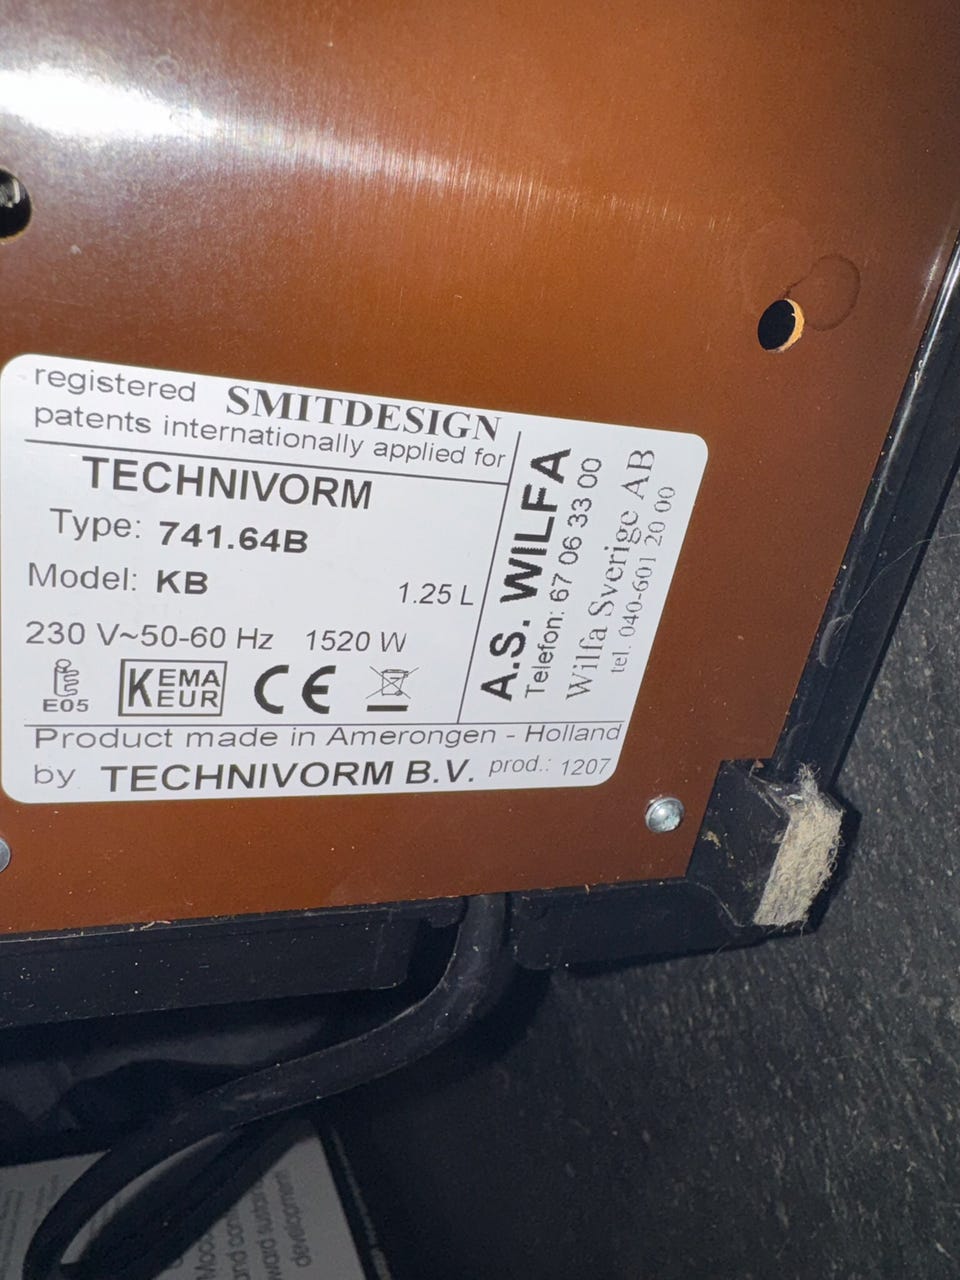 registered SMITDESIGN
patents internationally applied for
TECHNIVORM
Type: 741.64B
Model: KB 1.25 L
230 V~50-60 Hz 1520 W
E05
KEMA
KEUR
CE
Product made in Amerongen - Holland
by TECHNIVORM B.V. prod.: 1207
A.S. WILFA
Telefon: 67 06 33 00
Wilfa Sverige AB
tel. 040-601 20 00
development